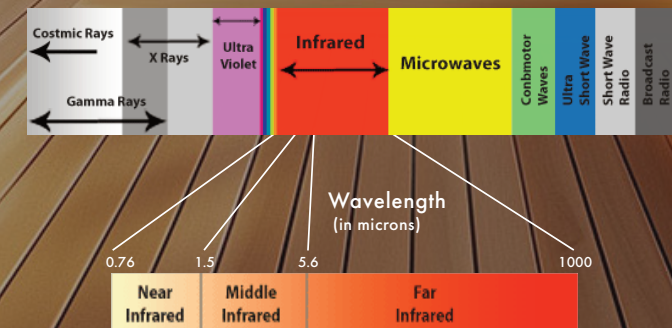 Costmic Rays
X Rays
Gamma Rays
Ultra
Violet
Infrared
Microwaves
Conbmotor
Waves
Ultra
Short Wave
Short Wave
Radio
Broadcast
Radio
Wavelength
(in microns)
0.76
1.5
5.6
1000
Near
Infrared
Middle
Infrared
Far
Infrared